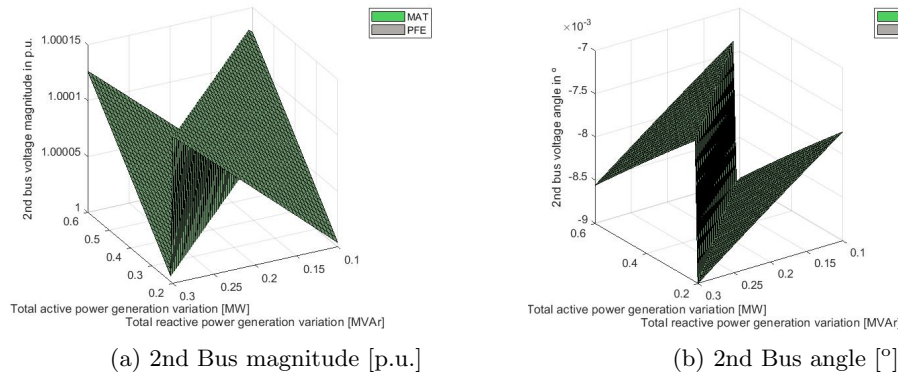 MAT
PFE
2nd bus voltage magnitude in p.u.
1.00015
1.0001
1.00005
1
0.6
0.5
0.4
0.3
0.2
0.3
0.25
0.2
0.15
0.1
Total active power generation variation [MW]
Total reactive power generation variation [MVAr]
(a) 2nd Bus magnitude [p.u.]
×10⁻³
2nd bus voltage angle in º
-7
-7.5
-8
-8.5
-9
0.6
0.4
0.2
0.3
0.25
0.2
0.15
0.1
Total active power generation variation [MW]
Total reactive power generation variation [MVAr]
(b) 2nd Bus angle [º]